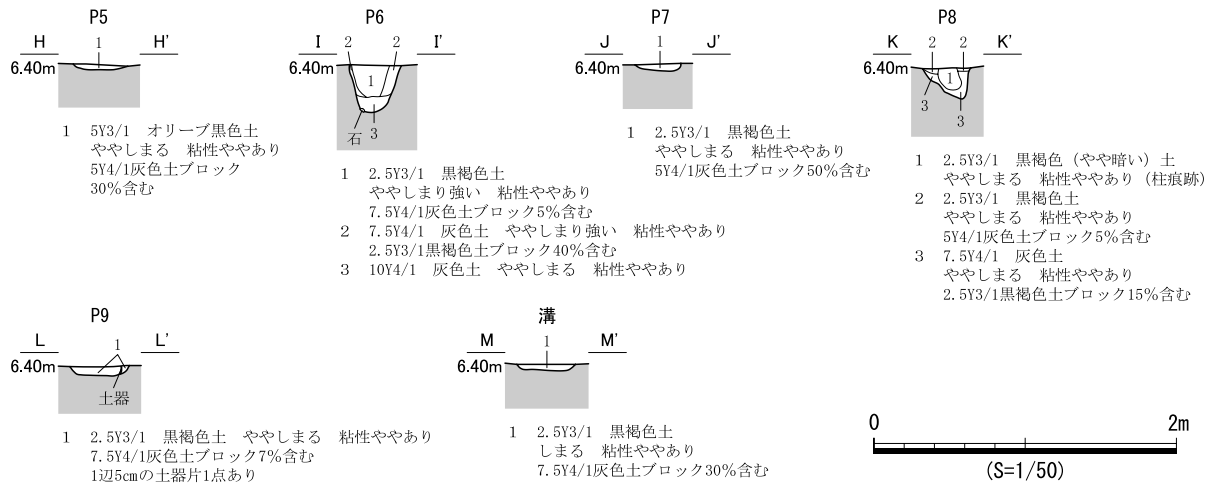 P5
H 1 H'
6.40m
1 5Y3/1 オリーブ黒色土
ややしまる 粘性ややあり
5Y4/1灰色土ブロック
30%含む
P6
I 2 2 I'
6.40m
1
石 3
1 2.5Y3/1 黒褐色土
ややしまり強い 粘性ややあり
7.5Y4/1灰色土ブロック5%含む
2 7.5Y4/1 灰色土 ややしまり強い 粘性ややあり
2.5Y3/1黒褐色土ブロック40%含む
3 10Y4/1 灰色土 ややしまる 粘性ややあり
P7
J 1 J'
6.40m
1 2.5Y3/1 黒褐色土
ややしまる 粘性ややあり
5Y4/1灰色土ブロック50%含む
P8
K 2 2 K'
6.40m
1
3
3
1 2.5Y3/1 黒褐色(やや暗い)土
ややしまる 粘性ややあり(柱痕跡)
2 2.5Y3/1 黒褐色土
ややしまる 粘性ややあり
5Y4/1灰色土ブロック5%含む
3 7.5Y4/1 灰色土
ややしまる 粘性ややあり
2.5Y3/1黒褐色土ブロック15%含む
P9
L 1 L'
6.40m
土器
1 2.5Y3/1 黒褐色土 ややしまる 粘性ややあり
7.5Y4/1灰色土ブロック7%含む
1辺5cmの土器片1点あり
溝
M 1 M'
6.40m
1 2.5Y3/1 黒褐色土
しまる 粘性ややあり
7.5Y4/1灰色土ブロック30%含む
0 2m
(S=1/50)